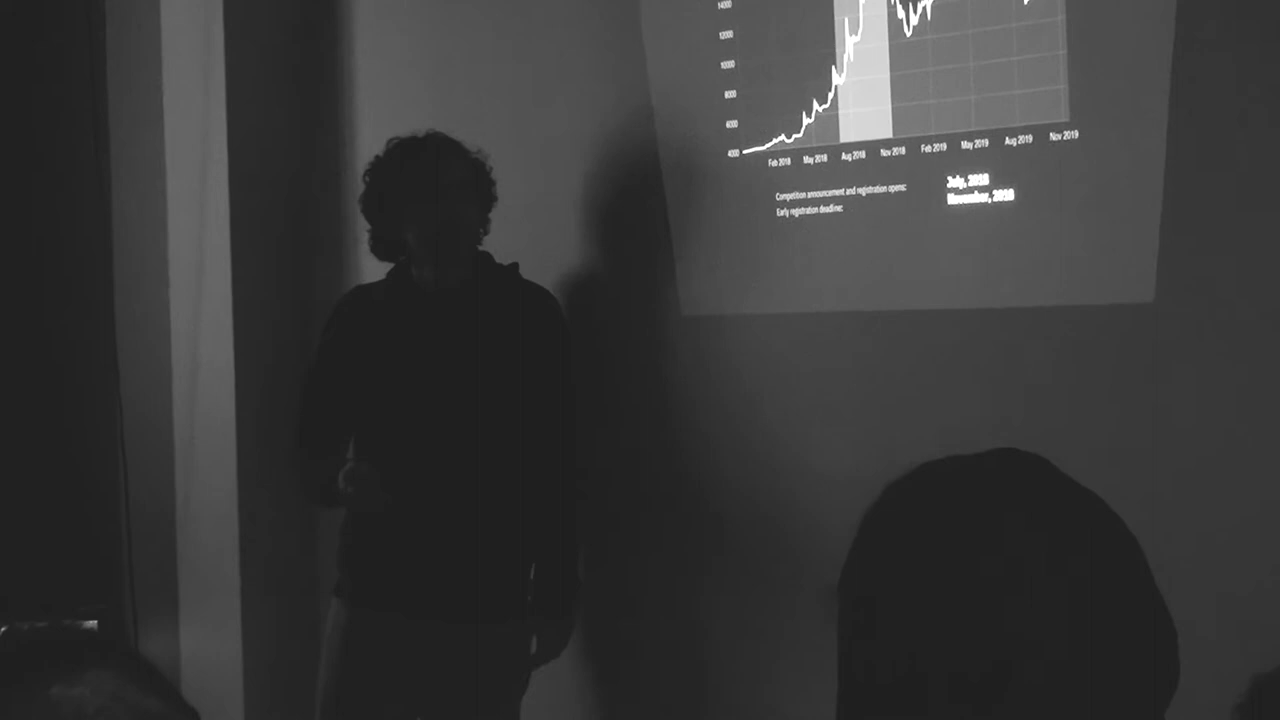 14000
12000
10000
8000
6000
4000
Feb 2018 May 2018 Aug 2018 Nov 2018 Feb 2019 May 2019 Aug 2019 Nov 2019
Competition announcement and registration opens: July, 2018
Early registration deadline: November, 2018